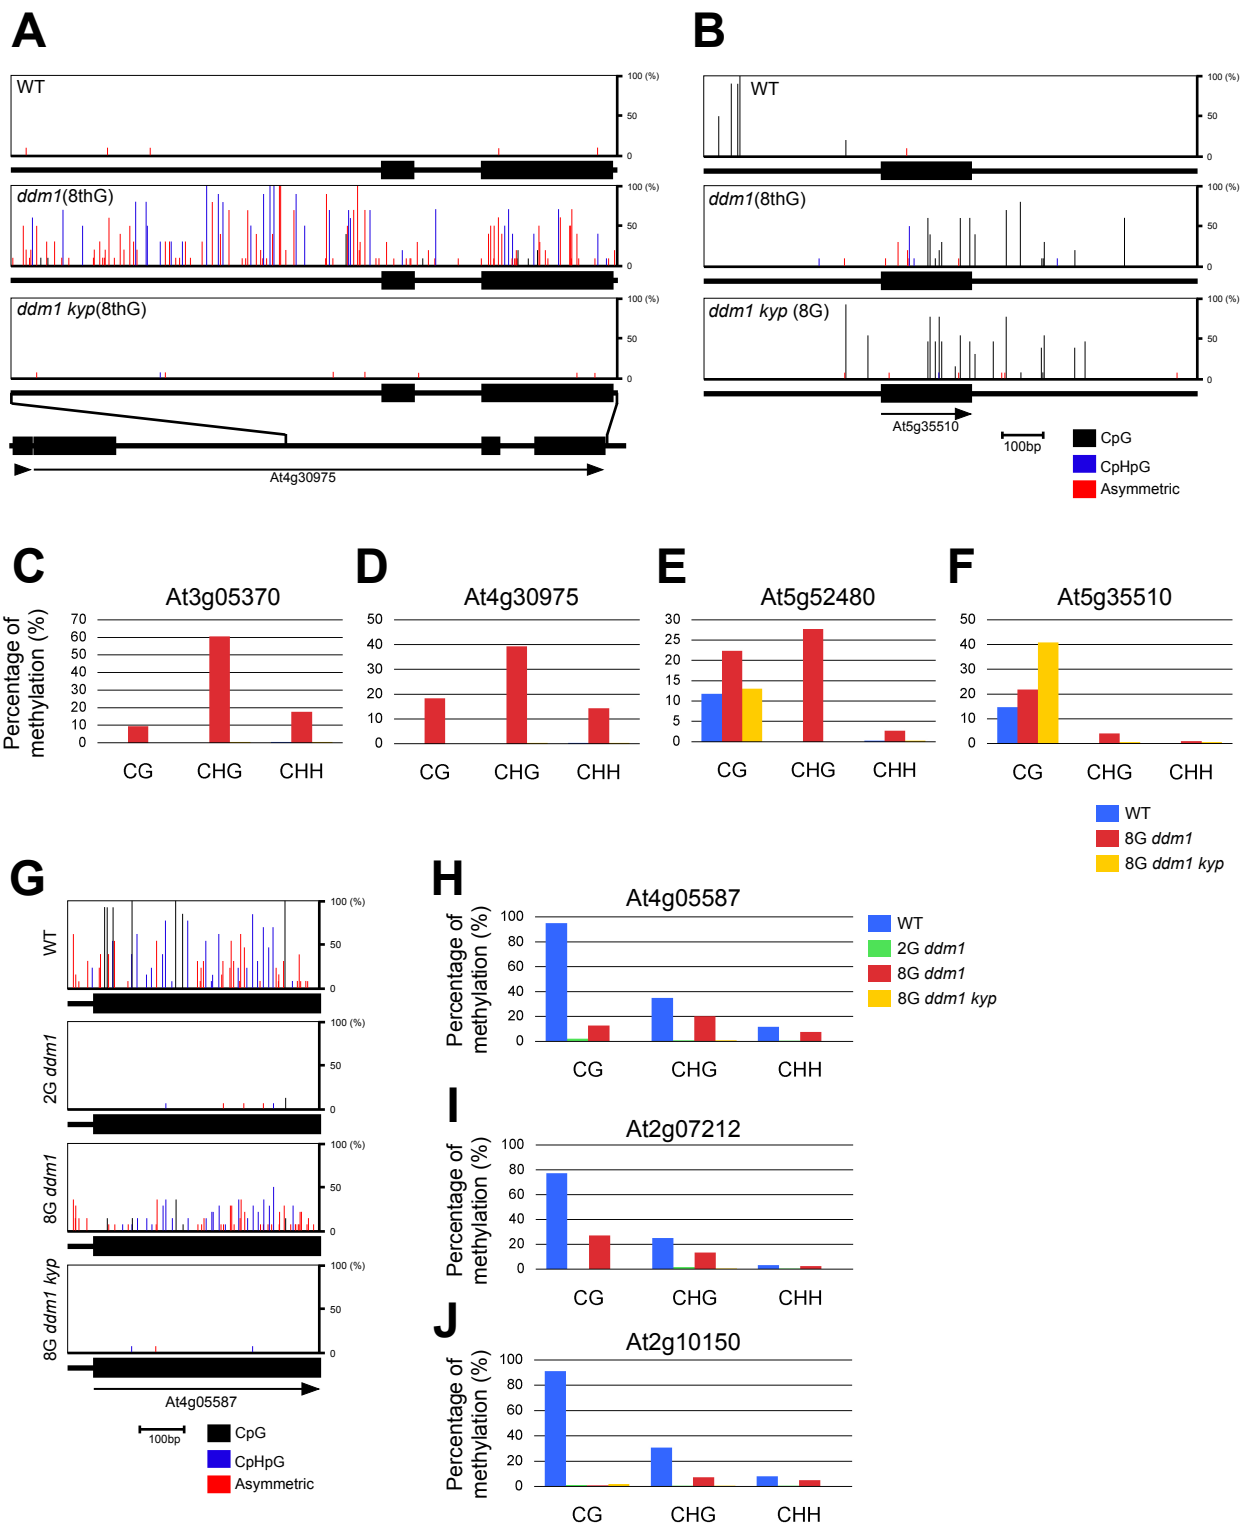 A
B
WT
100 (%)
50
0
ddm1(8thG)
100 (%)
50
0
ddm1 kyp(8thG)
100 (%)
50
0
At4g30975
WT
100 (%)
50
0
ddm1(8thG)
100 (%)
50
0
ddm1 kyp (8G)
100 (%)
50
0
At5g35510
100bp
CpG
CpHpG
Asymmetric
C
At3g05370
Percentage of
methylation (%)
70
60
50
40
30
20
10
0
CG CHG CHH
D
At4g30975
50
40
30
20
10
0
CG CHG CHH
E
At5g52480
30
25
20
15
10
5
0
CG CHG CHH
F
At5g35510
50
40
30
20
10
0
CG CHG CHH
WT
8G ddm1
8G ddm1 kyp
G
WT
100 (%)
50
0
2G ddm1
100 (%)
50
0
8G ddm1
100 (%)
50
0
8G ddm1 kyp
100 (%)
50
0
At4g05587
100bp
CpG
CpHpG
Asymmetric
H
At4g05587
Percentage of
methylation (%)
100
80
60
40
20
0
CG CHG CHH
WT
2G ddm1
8G ddm1
8G ddm1 kyp
I
At2g07212
Percentage of
methylation (%)
100
80
60
40
20
0
CG CHG CHH
J
At2g10150
Percentage of
methylation (%)
100
80
60
40
20
0
CG CHG CHH